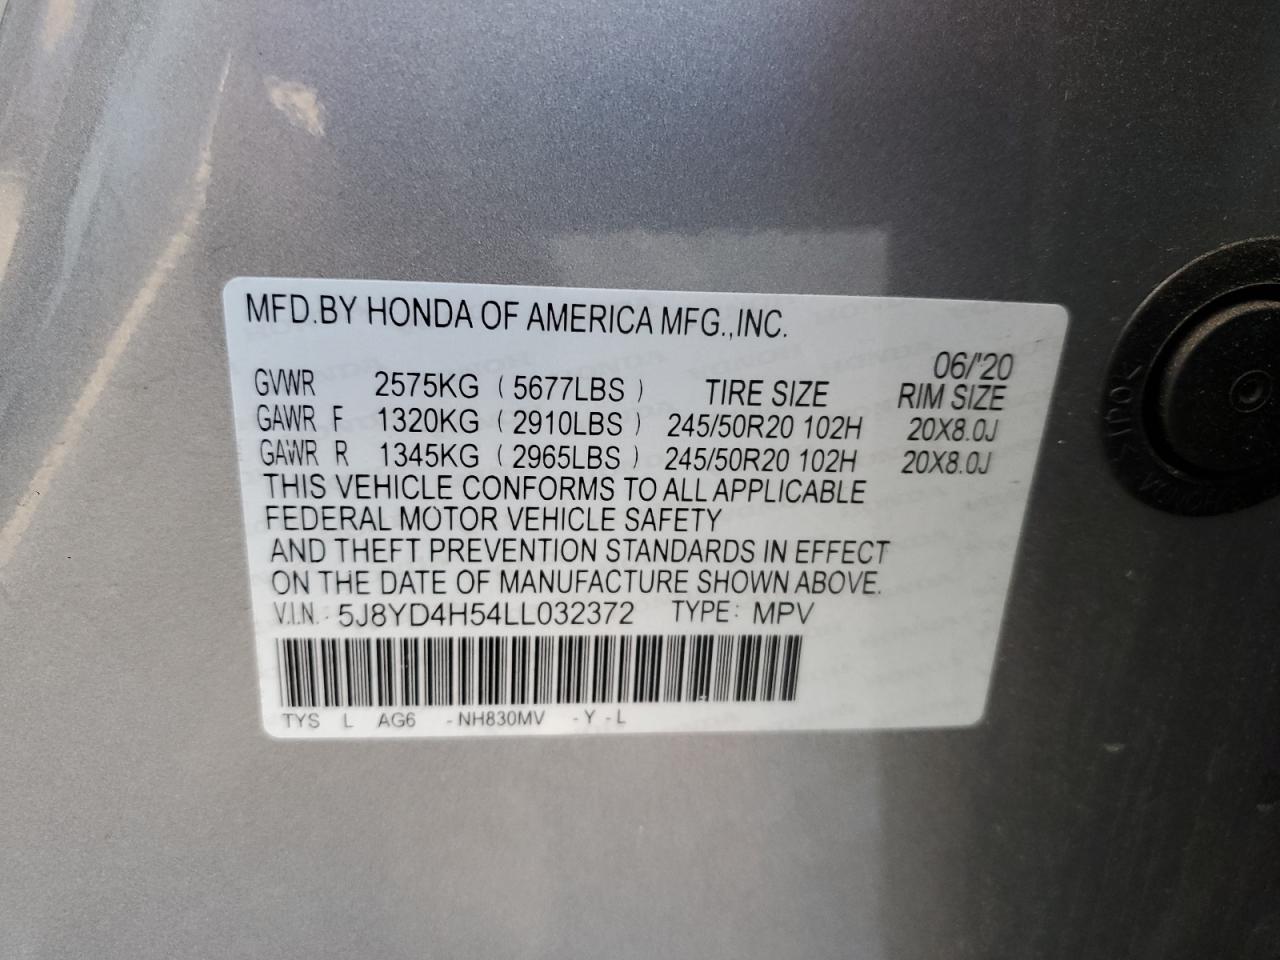 MFD.BY HONDA OF AMERICA MFG.,INC.
06/'20
GVWR 2575KG ( 5677LBS ) TIRE SIZE RIM SIZE
GAWR F 1320KG ( 2910LBS ) 245/50R20 102H 20X8.0J
GAWR R 1345KG ( 2965LBS ) 245/50R20 102H 20X8.0J
THIS VEHICLE CONFORMS TO ALL APPLICABLE
FEDERAL MOTOR VEHICLE SAFETY
AND THEFT PREVENTION STANDARDS IN EFFECT
ON THE DATE OF MANUFACTURE SHOWN ABOVE.
V.I.N.: 5J8YD4H54LL032372 TYPE: MPV
TYS L AG6 -NH830MV -Y -L